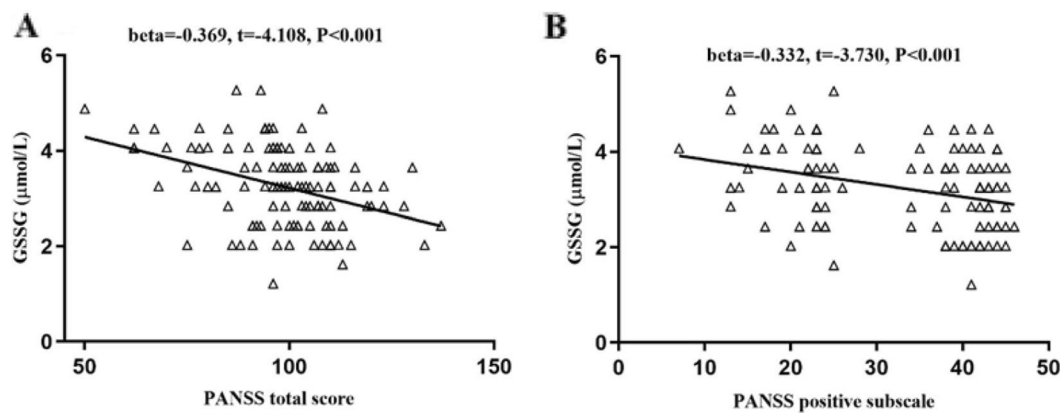 A
beta=-0.369, t=-4.108, P<0.001
6
4
2
0
GSSG (μmol/L)
50
100
150
PANSS total score
B
beta=-0.332, t=-3.730, P<0.001
6
4
2
0
GSSG (μmol/L)
0
10
20
30
40
50
PANSS positive subscale